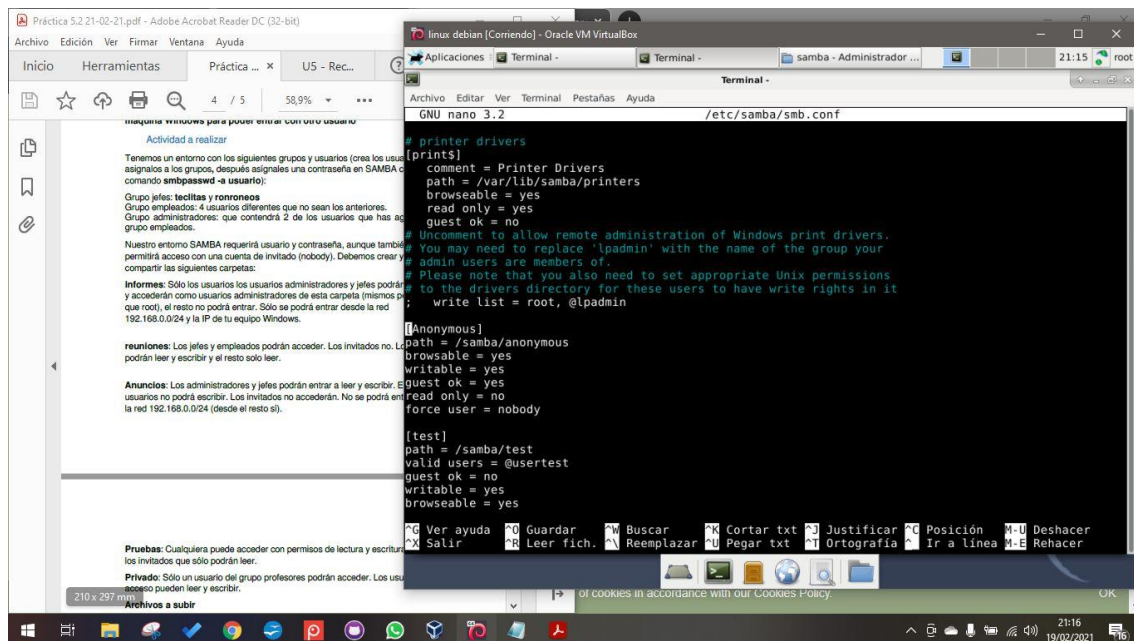 Práctica 5.2 21-02-21.pdf - Adobe Acrobat Reader DC (32-bit)
Archivo Edición Ver Firmar Ventana Ayuda
Inicio Herramientas Práctica ... × U5 - Rec...
4 / 5 58,9%
máquina Windows para poder entrar con otro usuario
Actividad a realizar
Tenemos un entorno con los siguientes grupos y usuarios (crea los
asígnalos a los grupos, después asígnales una contraseña en SAMBA
comando smbpasswd -a usuario):
Grupo jefes: teclitas y ronroneos
Grupo empleados: 4 usuarios diferentes que no sean los anteriores.
Grupo administradores: que contendrá 2 de los usuarios que has
grupo empleados.
Nuestro entorno SAMBA requerirá usuario y contraseña, aunque
permitirá acceso con una cuenta de invitado (nobody). Debemos crear y
compartir las siguientes carpetas:
Informes: Sólo los usuarios los usuarios administradores y jefes
y accederán como usuarios administradores de esta carpeta (mismos
que root), el resto no podrá entrar. Sólo se podrá entrar desde la red
192.168.0.0/24 y la IP de tu equipo Windows.
reuniones: Los jefes y empleados podrán acceder. Los invitados no.
podrán leer y escribir y el resto solo leer.
Anuncios: Los administradores y jefes podrán entrar a leer y escribir.
usuarios no podrá escribir. Los invitados no accederán. No se podrá
la red 192.168.0.0/24 (desde el resto sí).
Pruebas: Cualquiera puede acceder con permisos de lectura y
los invitados que sólo podrán leer.
Privado: Sólo un usuario del grupo profesores podrán acceder. Los
acceso pueden leer y escribir.
Archivos a subir
210 x 297 mm
linux debian [Corriendo] - Oracle VM VirtualBox
Aplicaciones Terminal - Terminal - samba - Administrador ... 21:15 root
Terminal -
Archivo Editar Ver Terminal Pestañas Ayuda
GNU nano 3.2 /etc/samba/smb.conf
# printer drivers
[print$]
comment = Printer Drivers
path = /var/lib/samba/printers
browseable = yes
read only = yes
guest ok = no
# Uncomment to allow remote administration of Windows print drivers.
# You may need to replace 'lpadmin' with the name of the group your
# admin users are members of.
# Please note that you also need to set appropriate Unix permissions
# to the drivers directory for these users to have write rights in it
; write list = root, @lpadmin
[Anonymous]
path = /samba/anonymous
browsable = yes
writable = yes
guest ok = yes
read only = no
force user = nobody
[test]
path = /samba/test
valid users = @usertest
guest ok = no
writable = yes
browseable = yes
^G Ver ayuda ^O Guardar ^W Buscar ^K Cortar txt ^J Justificar ^C Posición M-U Deshacer
^X Salir ^R Leer fich. ^\ Reemplazar ^U Pegar txt ^T Ortografía ^_ Ir a línea M-E Rehacer
of cookies in accordance with our Cookies Policy. OK
21:16
19/02/2021